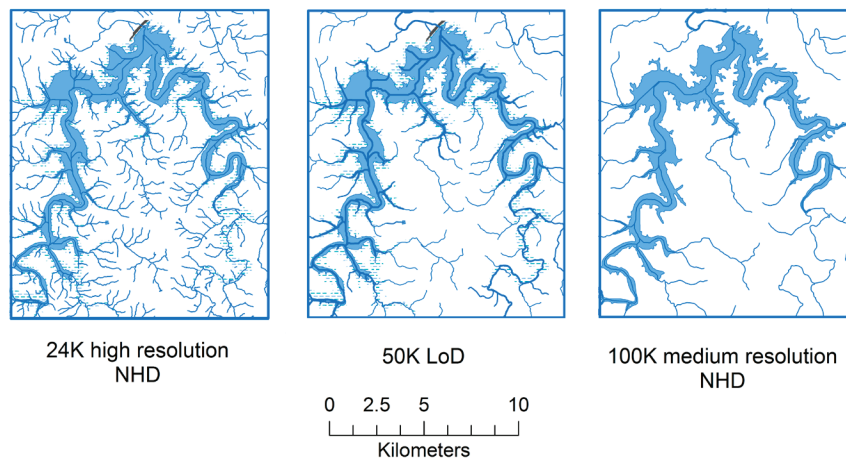 24K high resolution
NHD
50K LoD
100K medium resolution
NHD
0 2.5 5 10
Kilometers